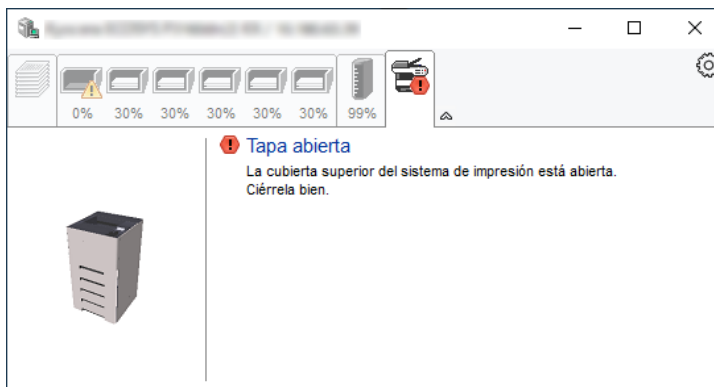 0% 30% 30% 30% 30% 30% 99%
Tapa abierta
La cubierta superior del sistema de impresión está abierta.
Ciérrela bien.